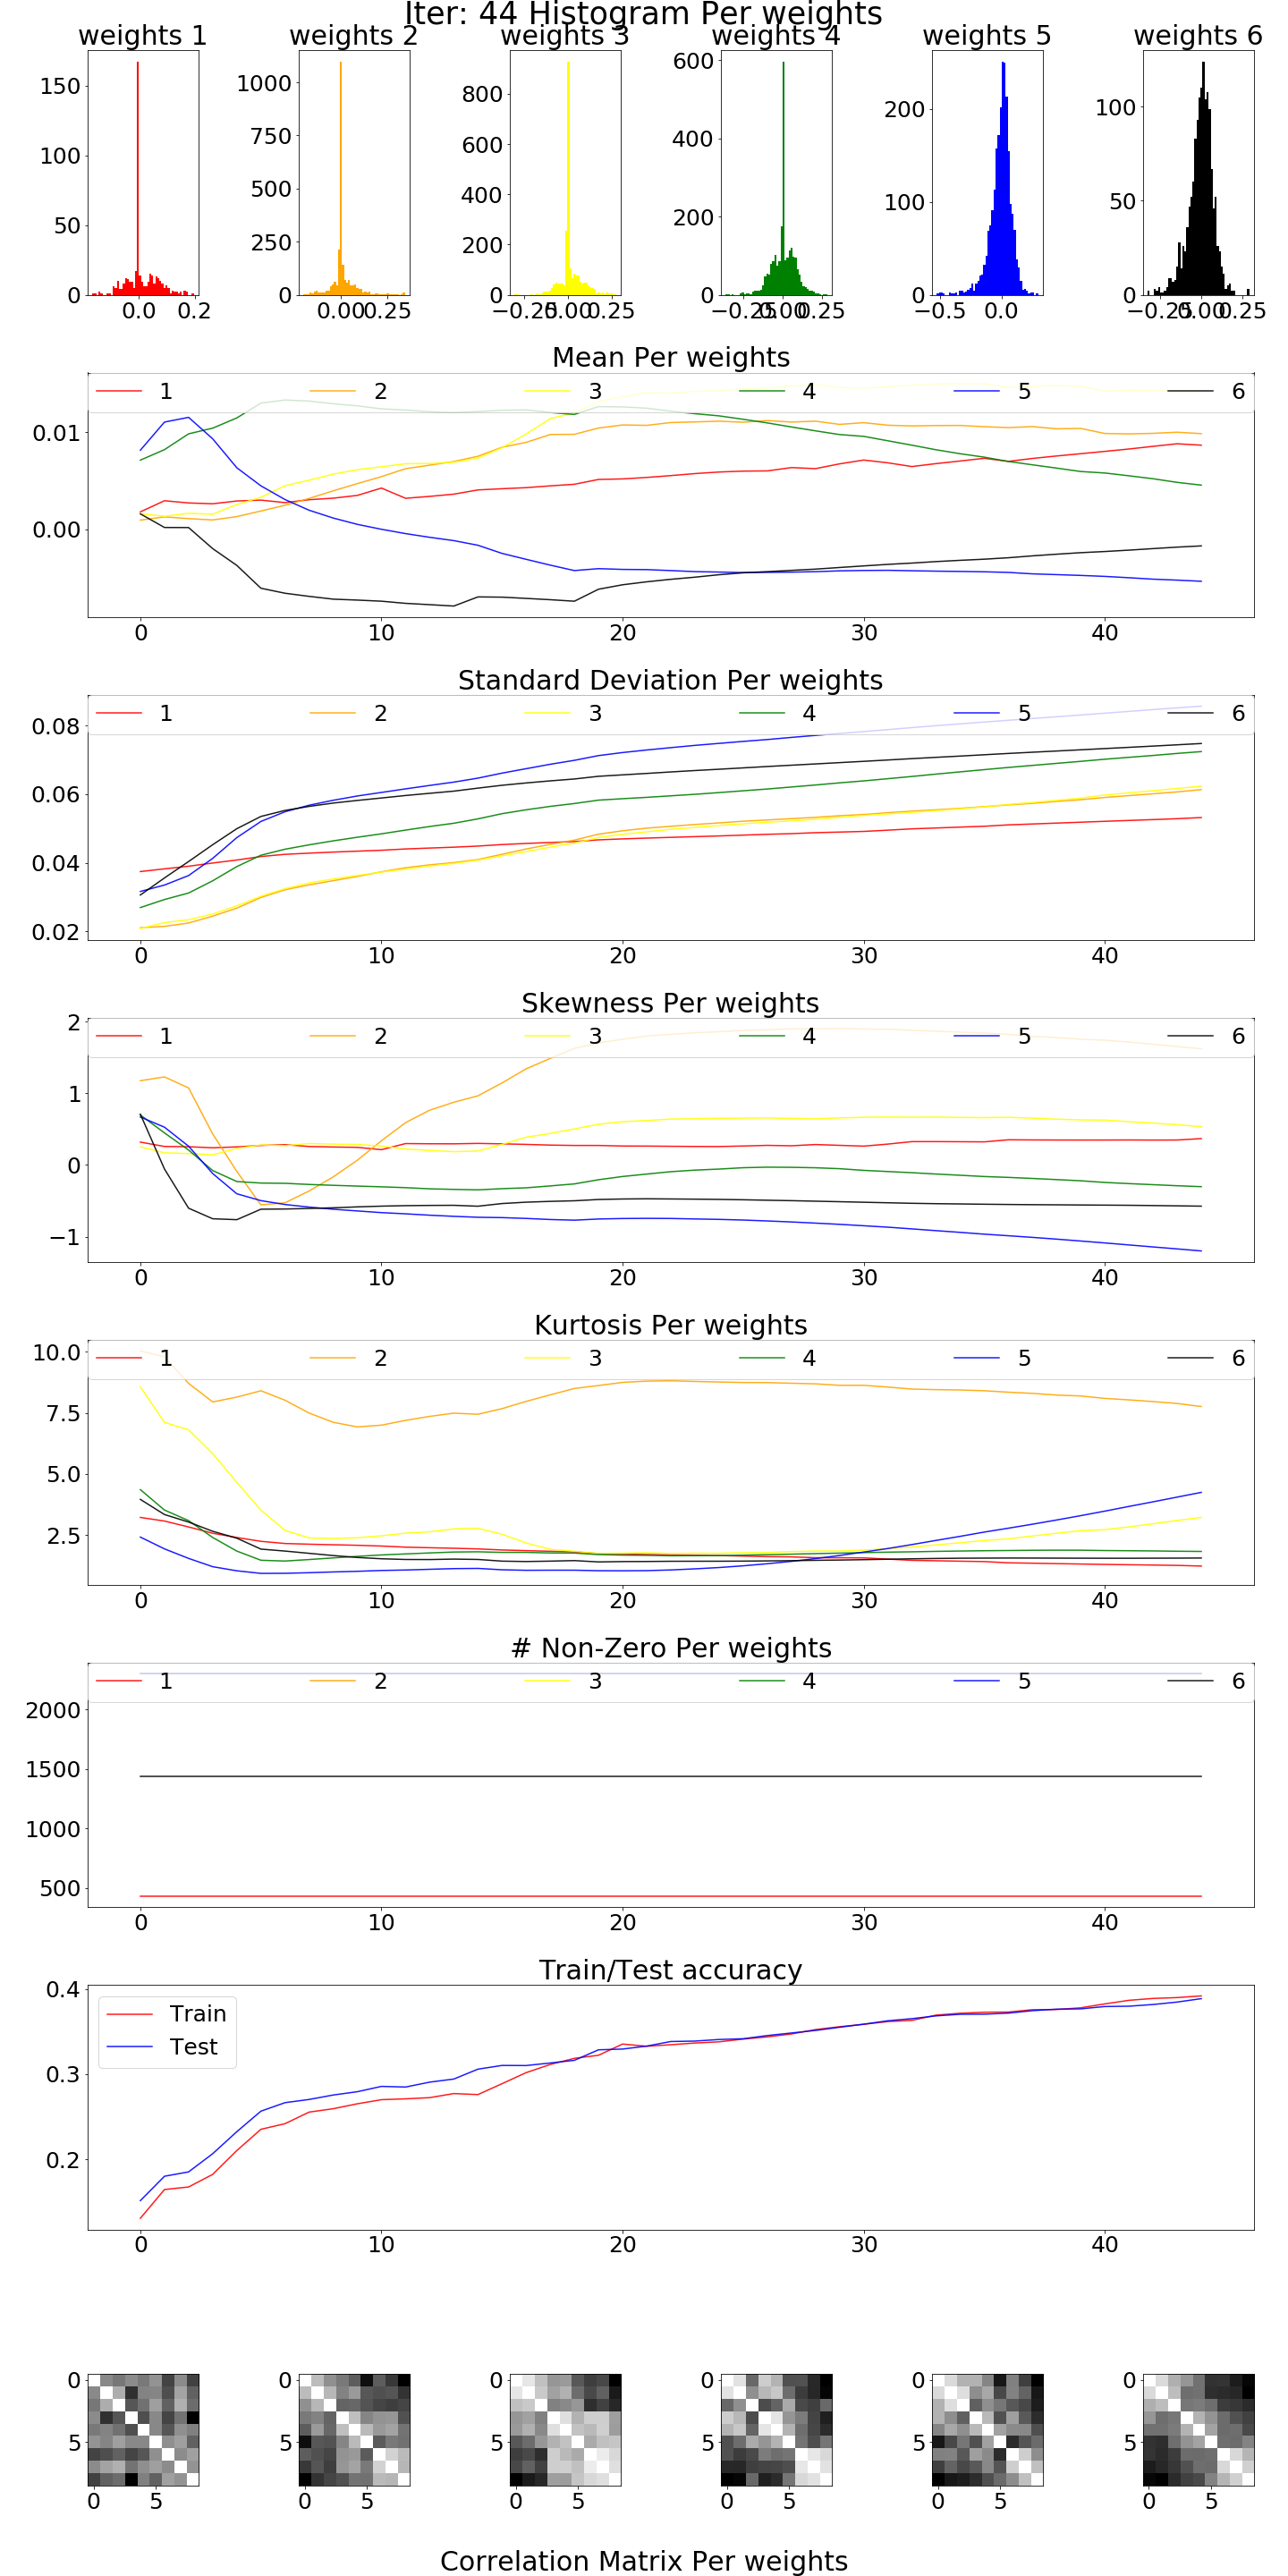 Iter: 44 Histogram Per weights
weights 1 weights 2 weights 3 weights 4 weights 5 weights 6
150 100 50 0
0.0 0.2
1000 750 500 250 0
0.00 0.25
800 600 400 200 0
−0.25 0.00 0.25
600 400 200 0
−0.25 0.00 0.25
200 100 0
−0.5 0.0
100 50 0
−0.25 0.00 0.25
Mean Per weights
1 2 3 4 5 6
0.01
0.00
0 10 20 30 40
Standard Deviation Per weights
1 2 3 4 5 6
0.08
0.06
0.04
0.02
0 10 20 30 40
Skewness Per weights
2
1 2 3 4 5 6
1
0
−1
0 10 20 30 40
Kurtosis Per weights
10.0
1 2 3 4 5 6
7.5
5.0
2.5
0 10 20 30 40
# Non-Zero Per weights
1 2 3 4 5 6
2000
1500
1000
500
0 10 20 30 40
Train/Test accuracy
0.4
Train
Test
0.3
0.2
0 10 20 30 40
0 0 0 0 0 0
5 5 5 5 5 5
0 5 0 5 0 5 0 5 0 5 0 5
Correlation Matrix Per weights